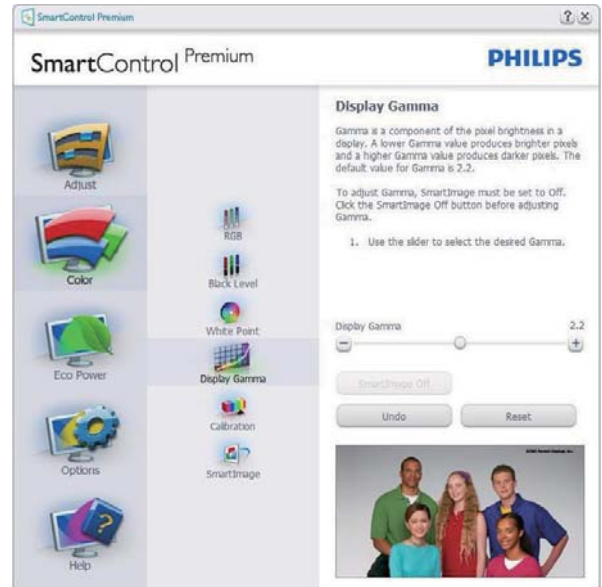 SmartControl Premium
? ×
SmartControl Premium
PHILIPS
Adjust
Color
Eco Power
Options
Help
RGB
Black Level
White Point
Display Gamma
Calibration
SmartImage
Display Gamma
Gamma is a component of the pixel brightness in a
display. A lower Gamma value produces brighter pixels
and a higher Gamma value produces darker pixels. The
default value for Gamma is 2.2.
To adjust Gamma, SmartImage must be set to Off.
Click the SmartImage Off button before adjusting
Gamma.
1. Use the slider to select the desired Gamma.
Display Gamma 2.2
SmartImage Off
Undo Reset